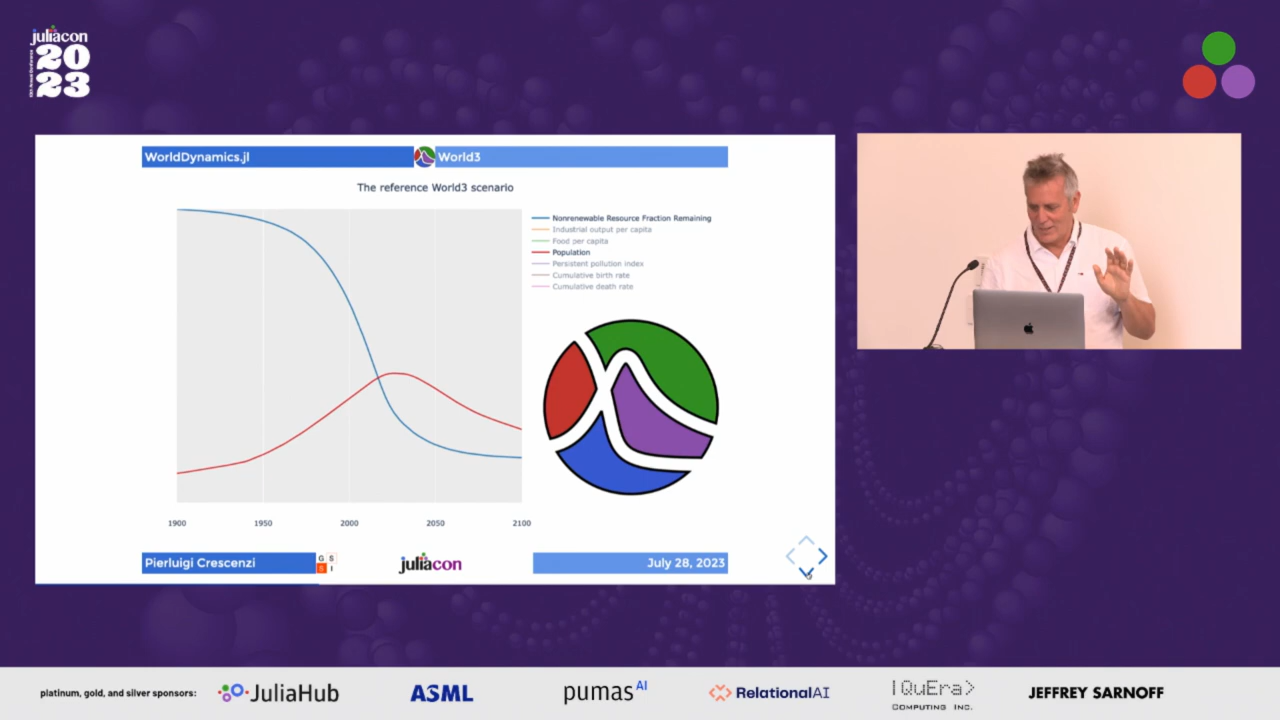 juliacon
20
23
WorldDynamics.jl
World3
The reference World3 scenario
Nonrenewable Resource Fraction Remaining
Industrial output per capita
Food per capita
Population
Persistent pollution index
Cumulative birth rate
Cumulative death rate
1900 1950 2000 2050 2100
Pierluigi Crescenzi
G S
S I
juliacon
July 28, 2023
platinum, gold, and silver sponsors:
JuliaHub
ASML
pumas AI
RelationalAI
|QuEra>
COMPUTING INC.
JEFFREY SARNOFF